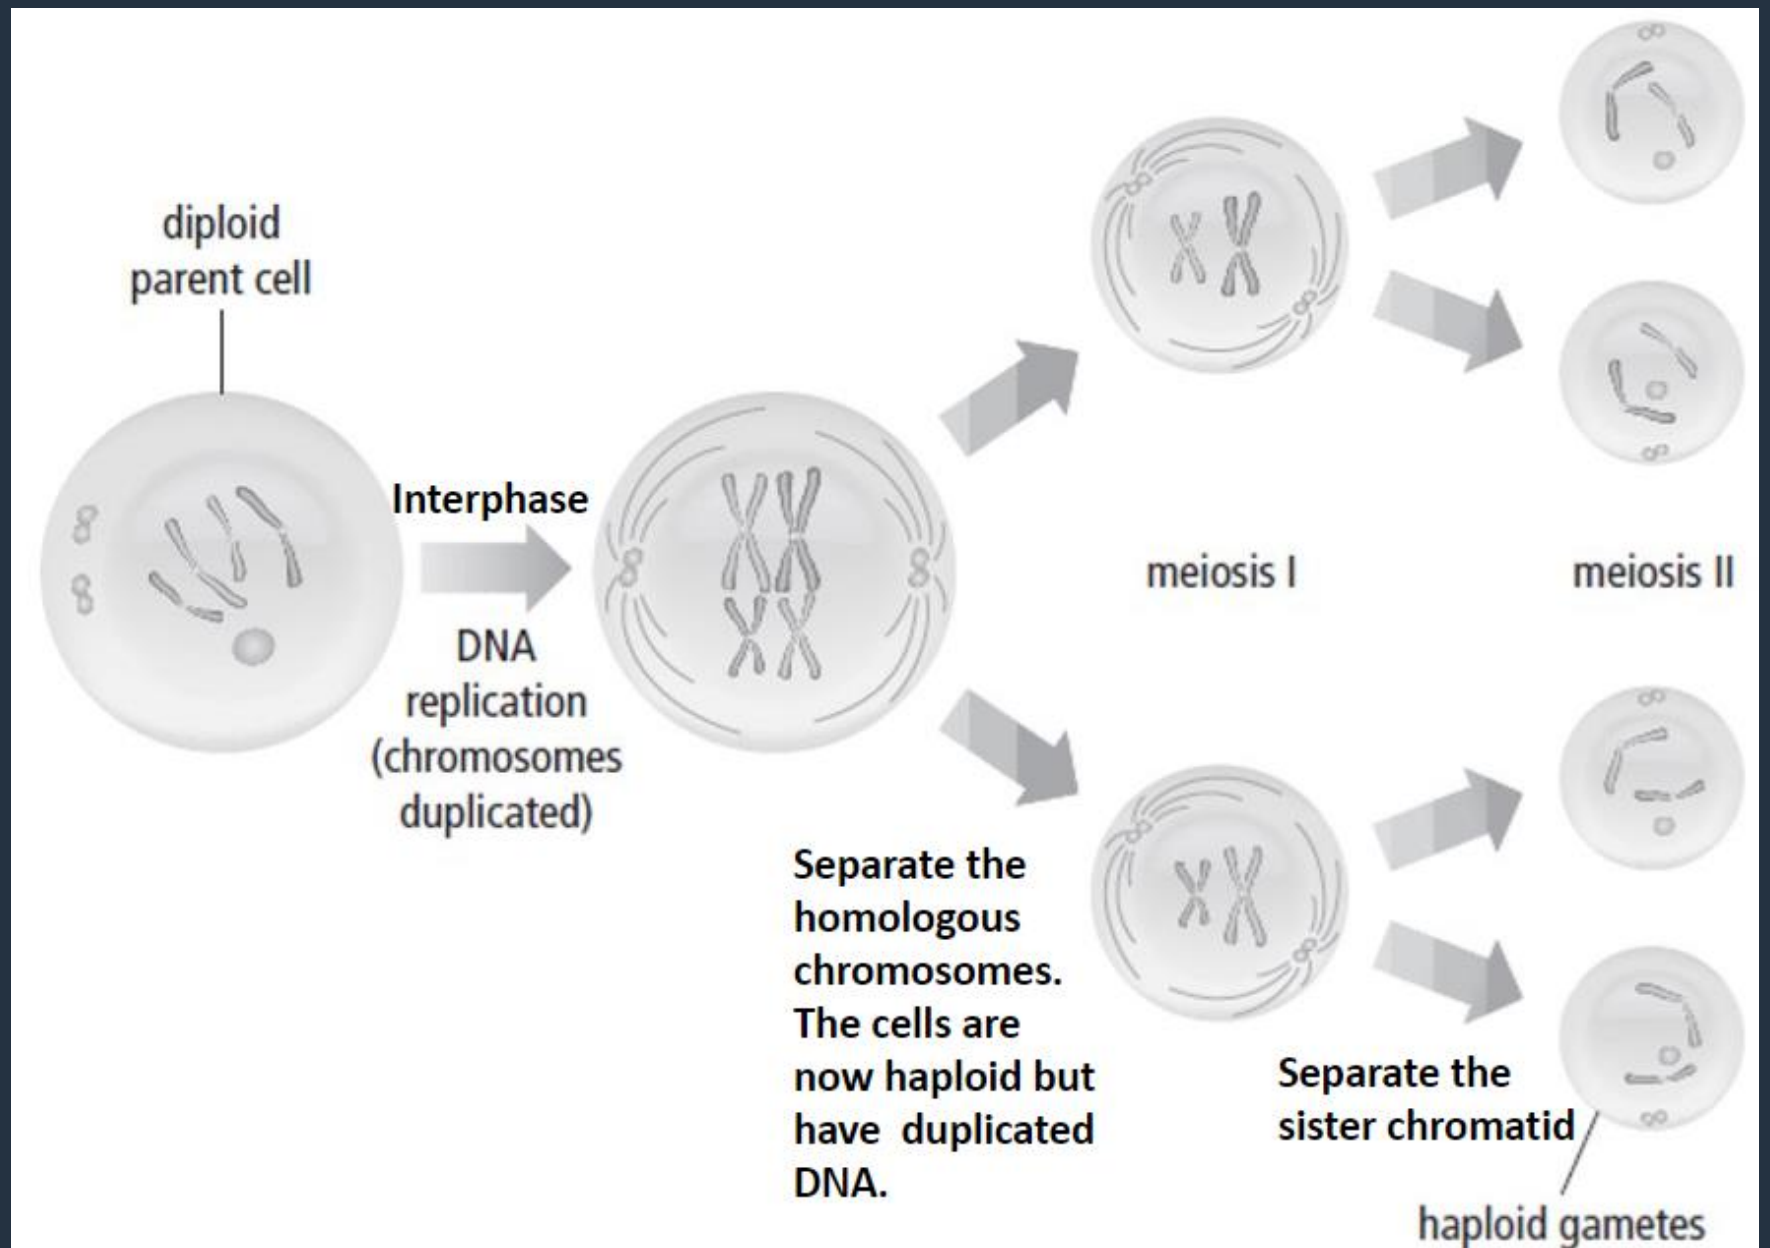 diploid
parent cell
Interphase
DNA
replication
(chromosomes
duplicated)
meiosis I
meiosis II
Separate the
homologous
chromosomes.
The cells are
now haploid but
have duplicated
DNA.
Separate the
sister chromatid
haploid gametes